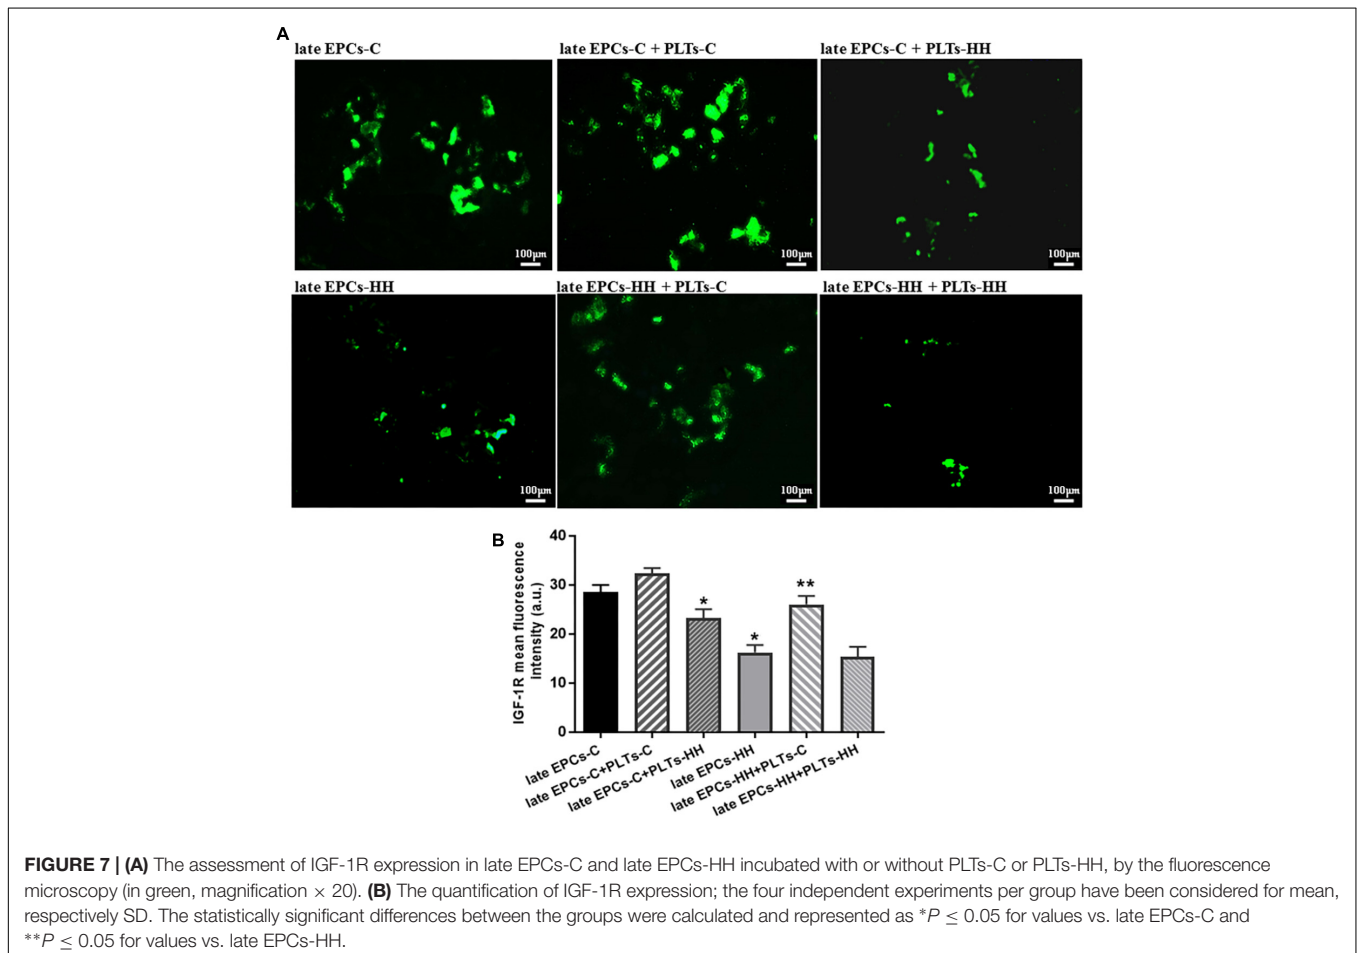 A
late EPCs-C
late EPCs-C + PLTs-C
late EPCs-C + PLTs-HH
100µm
100µm
100µm
late EPCs-HH
late EPCs-HH + PLTs-C
late EPCs-HH + PLTs-HH
100µm
100µm
100µm
B
IGF-1R mean fluorescence
Intensity (a.u.)
40
30
20
10
0
*
*
**
late EPCs-C
late EPCs-C+PLTs-C
late EPCs-C+PLTs-HH
late EPCs-HH
late EPCs-HH+PLTs-C
late EPCs-HH+PLTs-HH
FIGURE 7 | (A) The assessment of IGF-1R expression in late EPCs-C and late EPCs-HH incubated with or without PLTs-C or PLTs-HH, by the fluorescence
microscopy (in green, magnification × 20). (B) The quantification of IGF-1R expression; the four independent experiments per group have been considered for mean,
respectively SD. The statistically significant differences between the groups were calculated and represented as *P ≤ 0.05 for values vs. late EPCs-C and
**P ≤ 0.05 for values vs. late EPCs-HH.